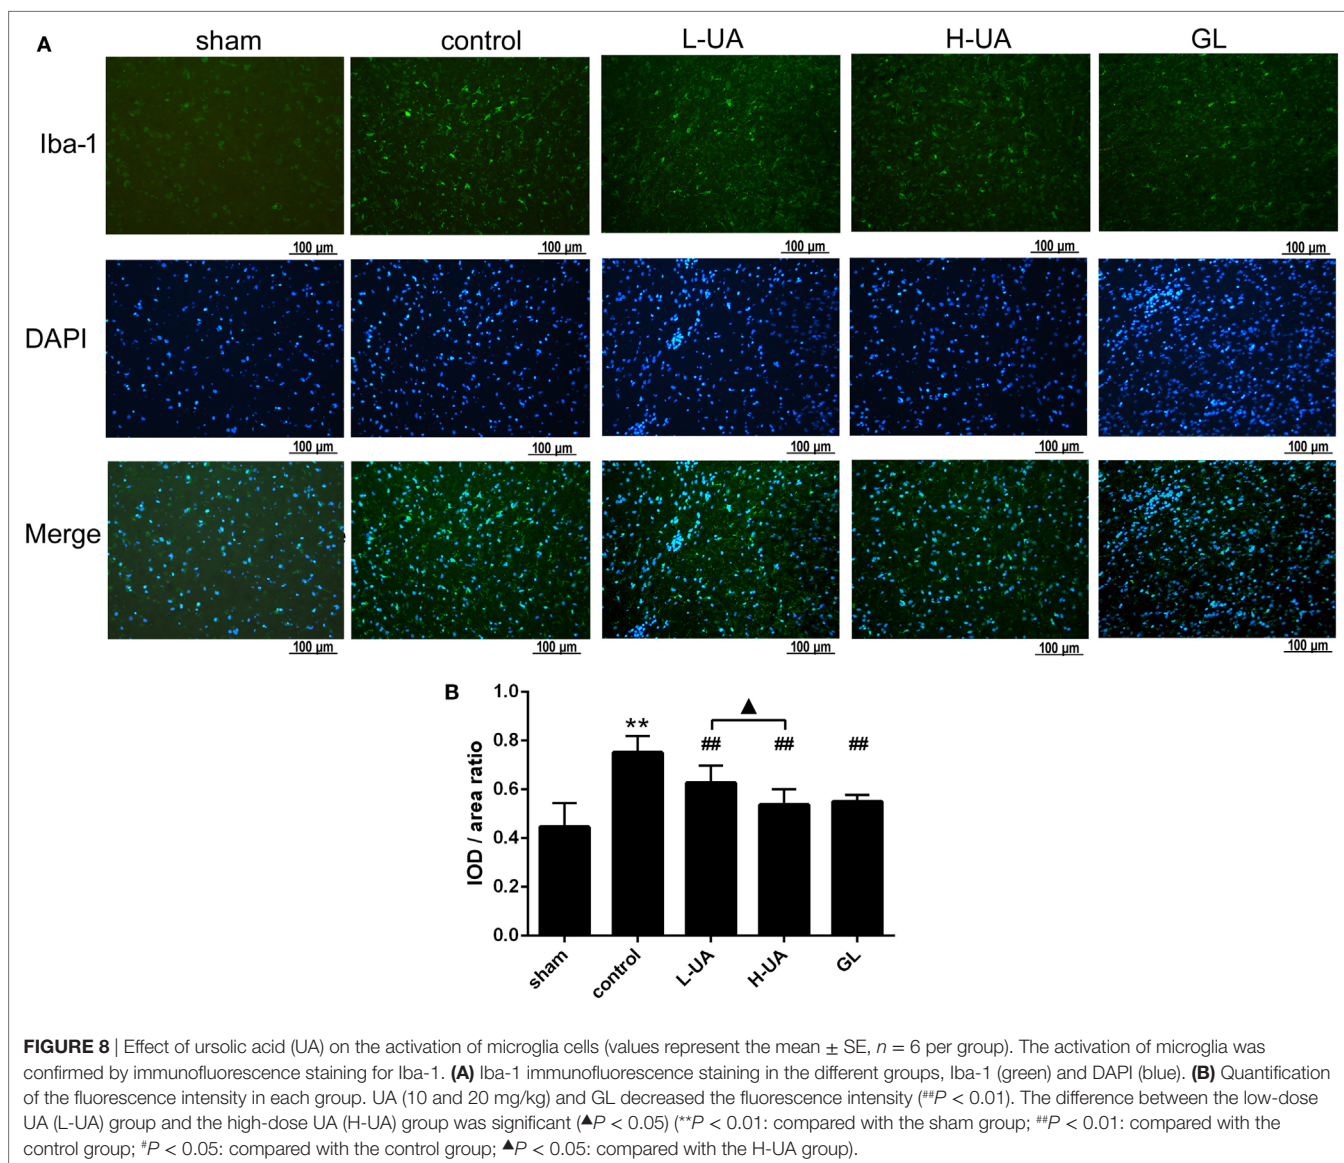 A
sham control L-UA H-UA GL
Iba-1
100 µm 100 µm 100 µm 100 µm 100 µm
DAPI
100 µm 100 µm 100 µm 100 µm 100 µm
Merge
100 µm 100 µm 100 µm 100 µm 100 µm
B
IOD / area ratio
1.0
0.8
0.6
0.4
0.2
0.0
**
##
▲
##
##
sham control L-UA H-UA GL
FIGURE 8 | Effect of ursolic acid (UA) on the activation of microglia cells (values represent the mean ± SE, n = 6 per group). The activation of microglia was
confirmed by immunofluorescence staining for Iba-1. (A) Iba-1 immunofluorescence staining in the different groups, Iba-1 (green) and DAPI (blue). (B) Quantification
of the fluorescence intensity in each group. UA (10 and 20 mg/kg) and GL decreased the fluorescence intensity (##P < 0.01). The difference between the low-dose
UA (L-UA) group and the high-dose UA (H-UA) group was significant (▲P < 0.05) (**P < 0.01: compared with the sham group; ##P < 0.01: compared with the
control group; #P < 0.05: compared with the control group; ▲P < 0.05: compared with the H-UA group).